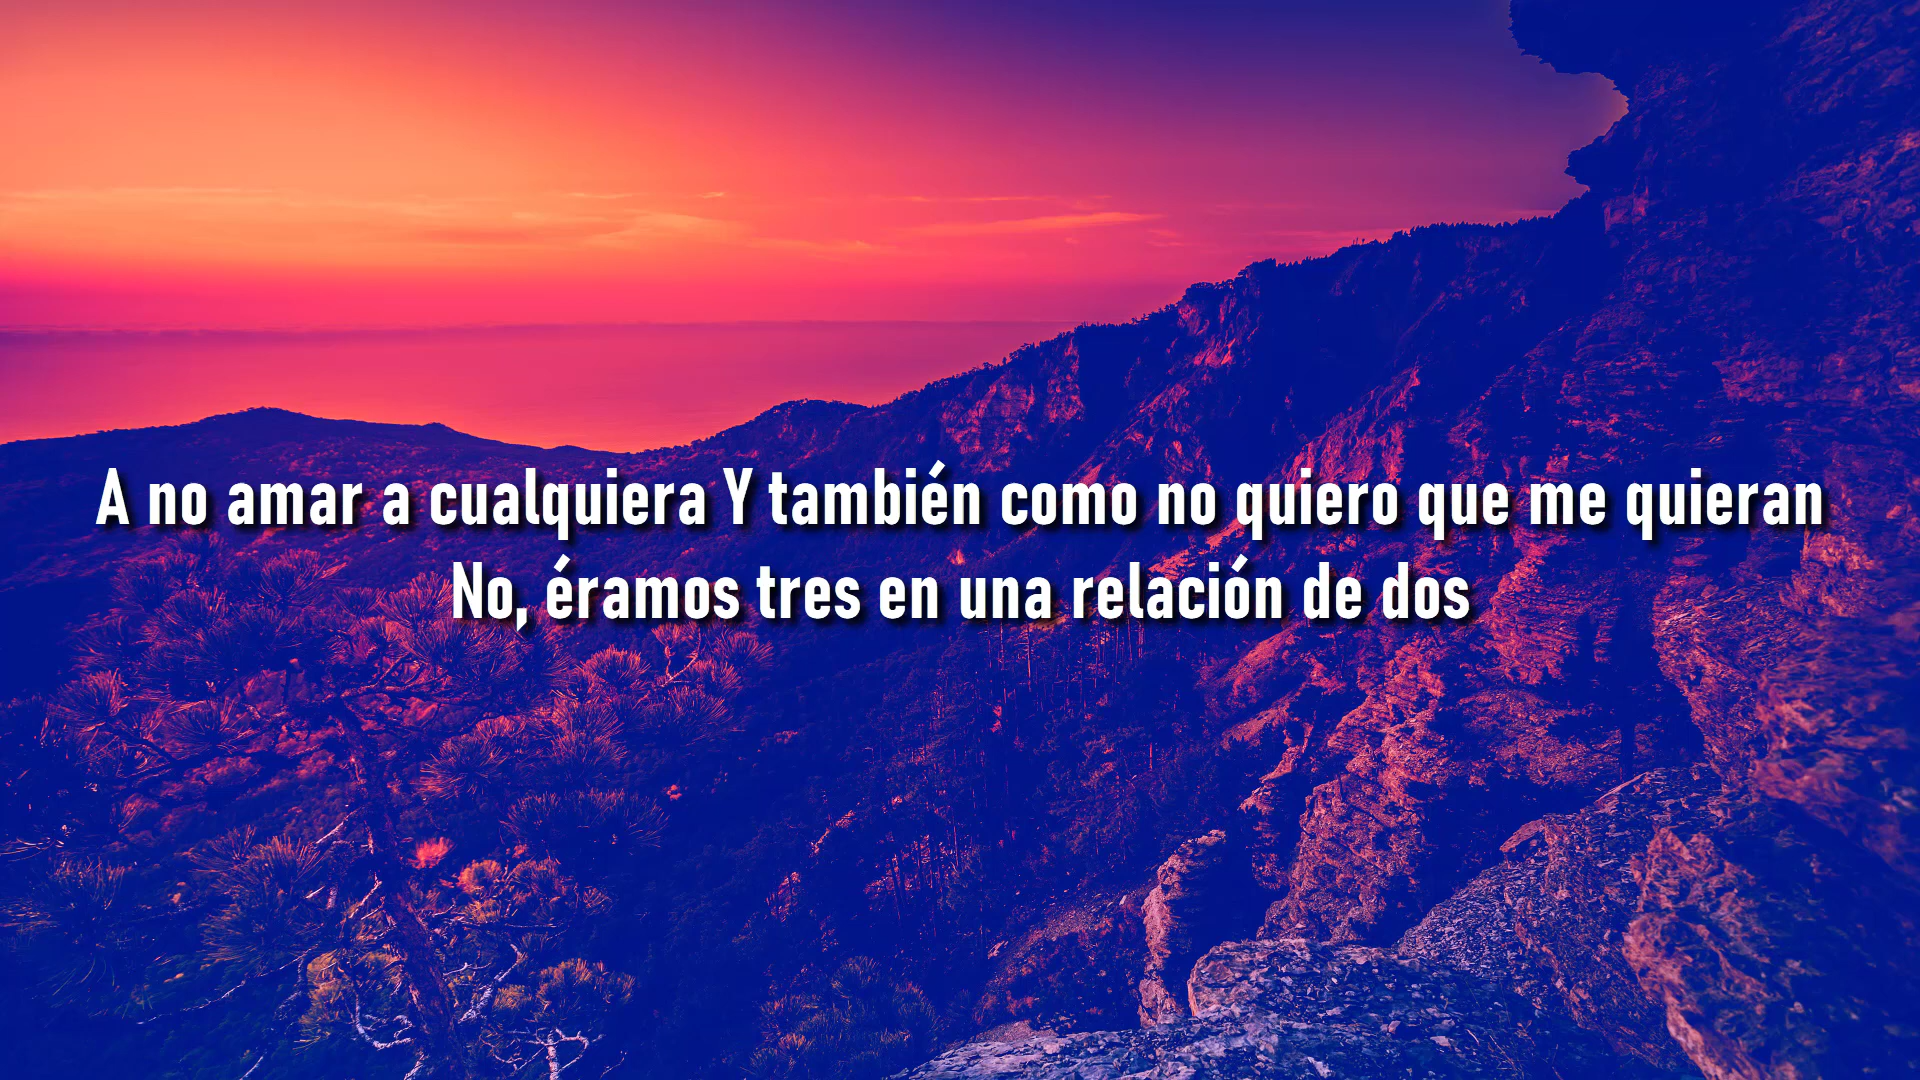 A no amar a cualquiera Y también como no quiero que me quieran
No, éramos tres en una relación de dos